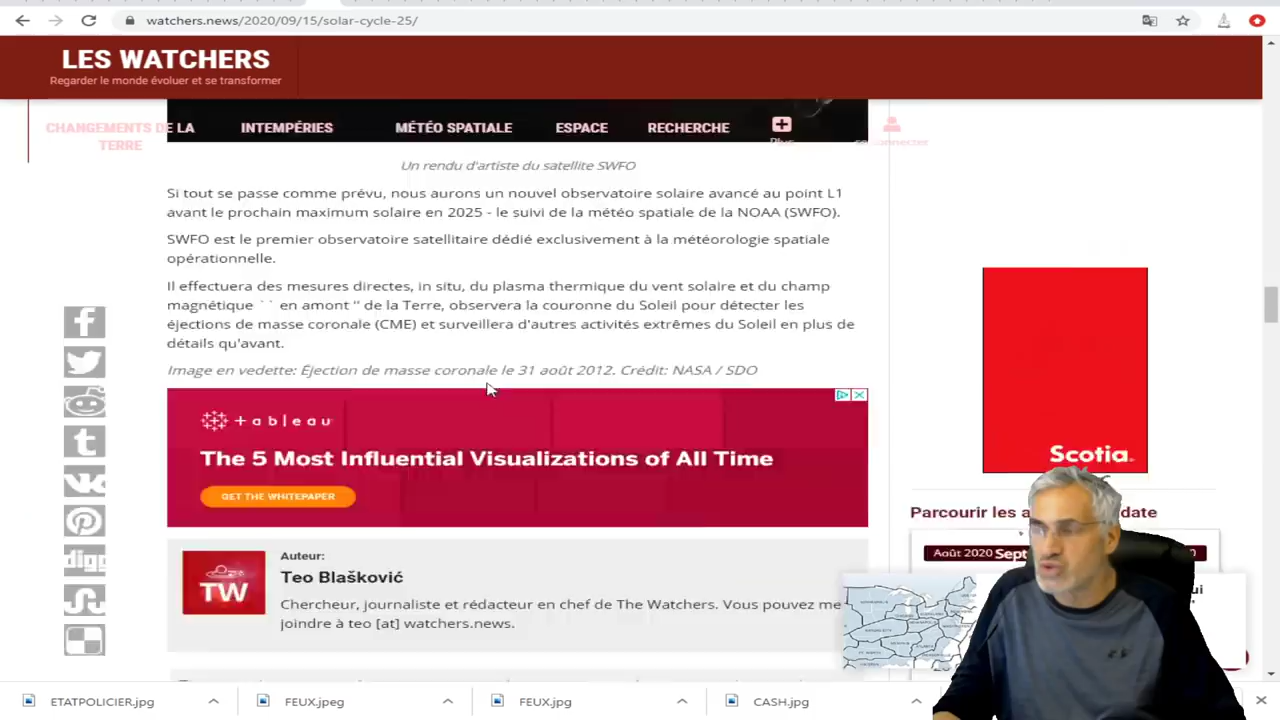 watchers.news/2020/09/15/solar-cycle-25/
LES WATCHERS
Regarder le monde évoluer et se transformer
CHANGEMENTS DE LA
TERRE
INTEMPÉRIES
MÉTÉO SPATIALE
ESPACE
RECHERCHE
Plus
Un rendu d'artiste du satellite SWFO
Si tout se passe comme prévu, nous aurons un nouvel observatoire solaire avancé au point L1
avant le prochain maximum solaire en 2025 - le suivi de la météo spatiale de la NOAA (SWFO).
SWFO est le premier observatoire satellitaire dédié exclusivement à la météorologie spatiale
opérationnelle.
Il effectuera des mesures directes, in situ, du plasma thermique du vent solaire et du champ
magnétique `` en amont '' de la Terre, observera la couronne du Soleil pour détecter les
éjections de masse coronale (CME) et surveillera d'autres activités extrêmes du Soleil en plus de
détails qu'avant.
Image en vedette: Éjection de masse coronale le 31 août 2012. Crédit: NASA / SDO
+ableau
The 5 Most Influential Visualizations of All Time
GET THE WHITEPAPER
Scotia
Parcourir les date
Août 2020 Sept
Auteur:
TW
Teo Blašković
Chercheur, journaliste et rédacteur en chef de The Watchers. Vous pouvez me
joindre à teo [at] watchers.news.
digg
ETATPOLICIER.jpg
FEUX.jpeg
FEUX.jpg
CASH.jpg